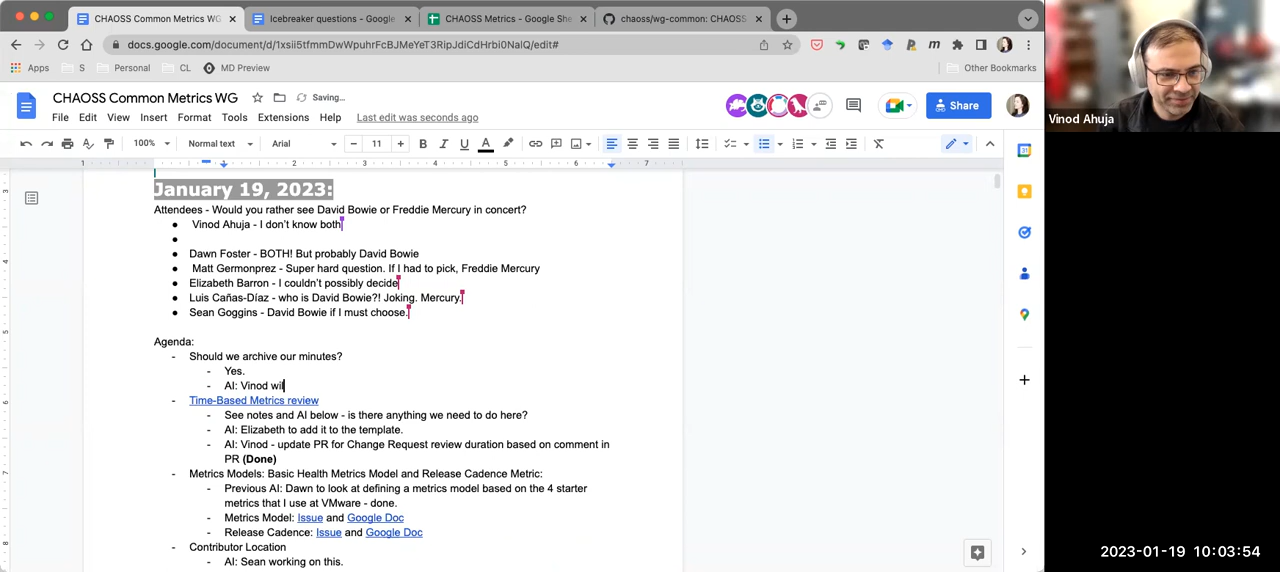 CHAOSS Common Metrics WG
Icebreaker questions - Google
CHAOSS Metrics - Google She
chaoss/wg-common: CHAOSS
docs.google.com/document/d/1xsii5tfmmDwWpuhrFcBJMeYeT3RipJdiCdHrbi0NalQ/edit#
Apps S Personal CL MD Preview Other Bookmarks
CHAOSS Common Metrics WG Saving...
File Edit View Insert Format Tools Extensions Help Last edit was seconds ago
Share
100% Normal text Arial 11
January 19, 2023:
Attendees - Would you rather see David Bowie or Freddie Mercury in concert?
● Vinod Ahuja - I don't know both
●
● Dawn Foster - BOTH! But probably David Bowie
● Matt Germonprez - Super hard question. If I had to pick, Freddie Mercury
● Elizabeth Barron - I couldn't possibly decide
● Luis Cañas-Díaz - who is David Bowie?! Joking. Mercury.
● Sean Goggins - David Bowie if I must choose.
Agenda:
- Should we archive our minutes?
- Yes.
- AI: Vinod wil
- Time-Based Metrics review
- See notes and AI below - is there anything we need to do here?
- AI: Elizabeth to add it to the template.
- AI: Vinod - update PR for Change Request review duration based on comment in
PR (Done)
- Metrics Models: Basic Health Metrics Model and Release Cadence Metric:
- Previous AI: Dawn to look at defining a metrics model based on the 4 starter
metrics that I use at VMware - done.
- Metrics Model: Issue and Google Doc
- Release Cadence: Issue and Google Doc
- Contributor Location
- AI: Sean working on this.
Vinod Ahuja
2023-01-19 10:03:54